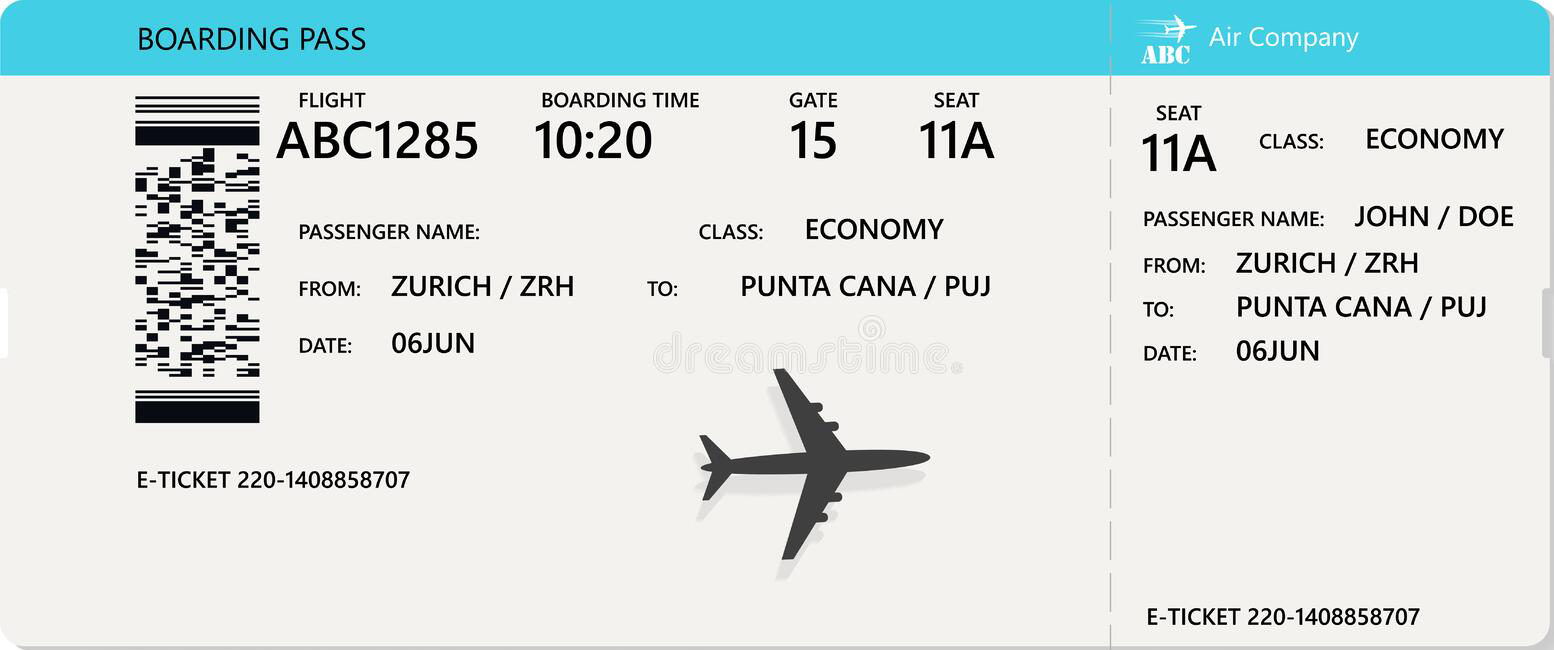 BOARDING PASS
FLIGHT BOARDING TIME GATE SEAT
ABC1285 10:20 15 11A
PASSENGER NAME: CLASS: ECONOMY
FROM: ZURICH / ZRH TO: PUNTA CANA / PUJ
DATE: 06JUN
dreamstime.
E-TICKET 220-1408858707
ABC Air Company
SEAT
11A CLASS: ECONOMY
PASSENGER NAME: JOHN / DOE
FROM: ZURICH / ZRH
TO: PUNTA CANA / PUJ
DATE: 06JUN
E-TICKET 220-1408858707